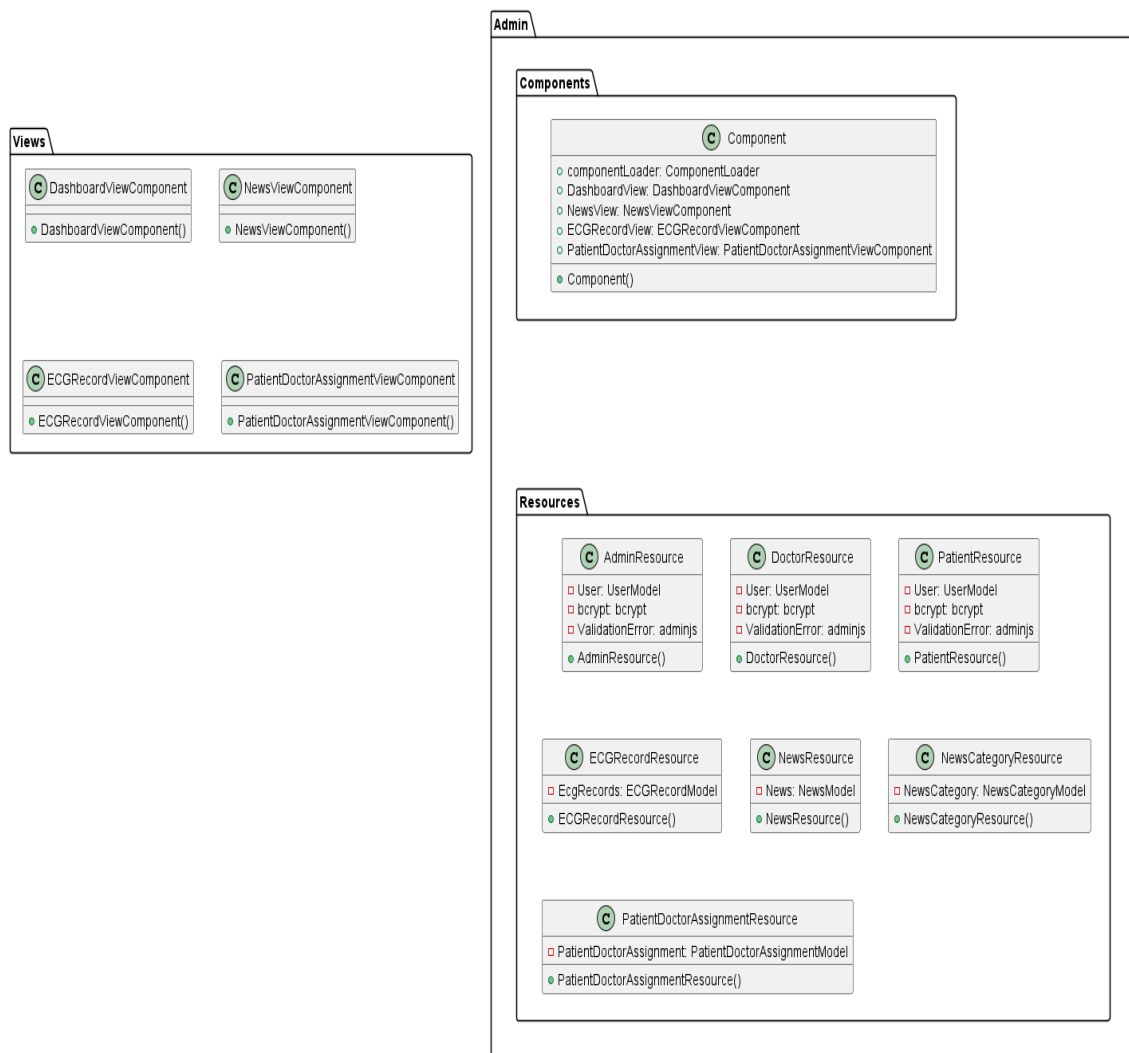 Admin
Components
C Component
componentLoader: ComponentLoader
DashboardView: DashboardViewComponent
NewsView: NewsViewComponent
ECGRecordView: ECGRecordViewComponent
PatientDoctorAssignmentView: PatientDoctorAssignmentViewComponent
Component()
Views
C DashboardViewComponent
DashboardViewComponent()
C NewsViewComponent
NewsViewComponent()
C ECGRecordViewComponent
ECGRecordViewComponent()
C PatientDoctorAssignmentViewComponent
PatientDoctorAssignmentViewComponent()
Resources
C AdminResource
User: UserModel
bcrypt: bcrypt
ValidationError: adminjs
AdminResource()
C DoctorResource
User: UserModel
bcrypt: bcrypt
ValidationError: adminjs
DoctorResource()
C PatientResource
User: UserModel
bcrypt: bcrypt
ValidationError: adminjs
PatientResource()
C ECGRecordResource
EcgRecords: ECGRecordModel
ECGRecordResource()
C NewsResource
News: NewsModel
NewsResource()
C NewsCategoryResource
NewsCategory: NewsCategoryModel
NewsCategoryResource()
C PatientDoctorAssignmentResource
PatientDoctorAssignment: PatientDoctorAssignmentModel
PatientDoctorAssignmentResource()